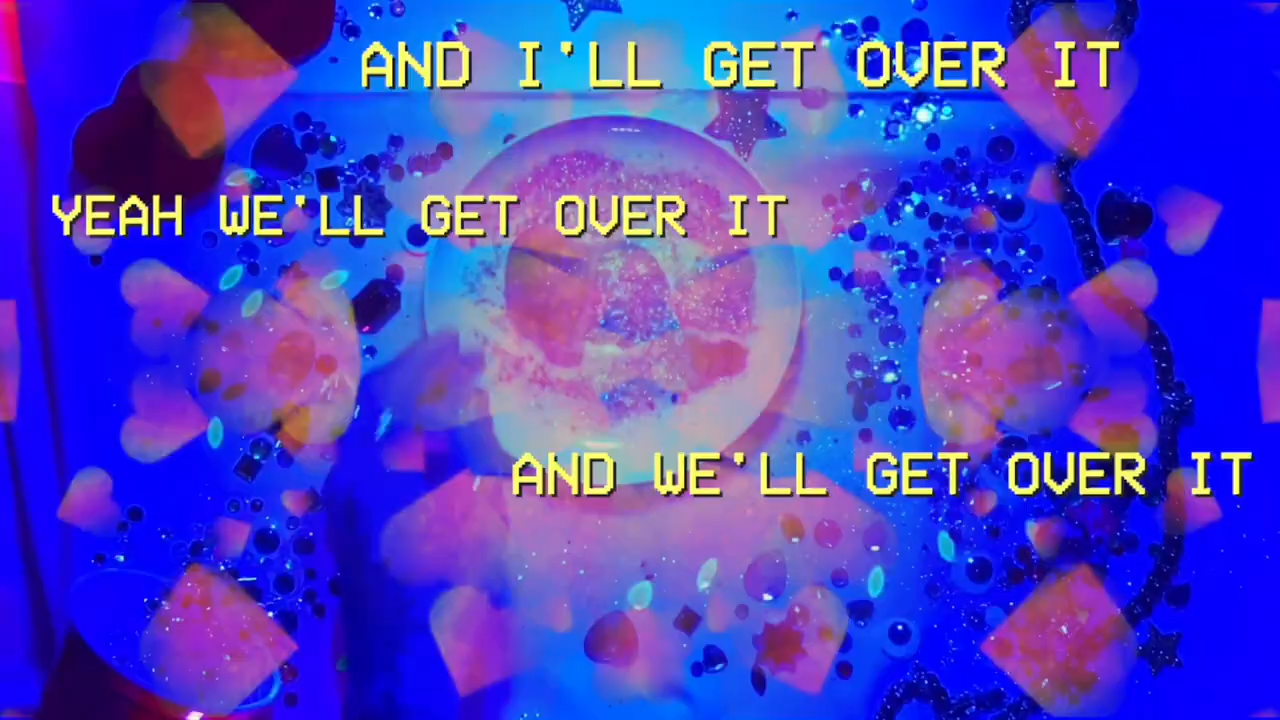 AND I'LL GET OVER IT
YEAH WE'LL GET OVER IT
AND WE'LL GET OVER IT